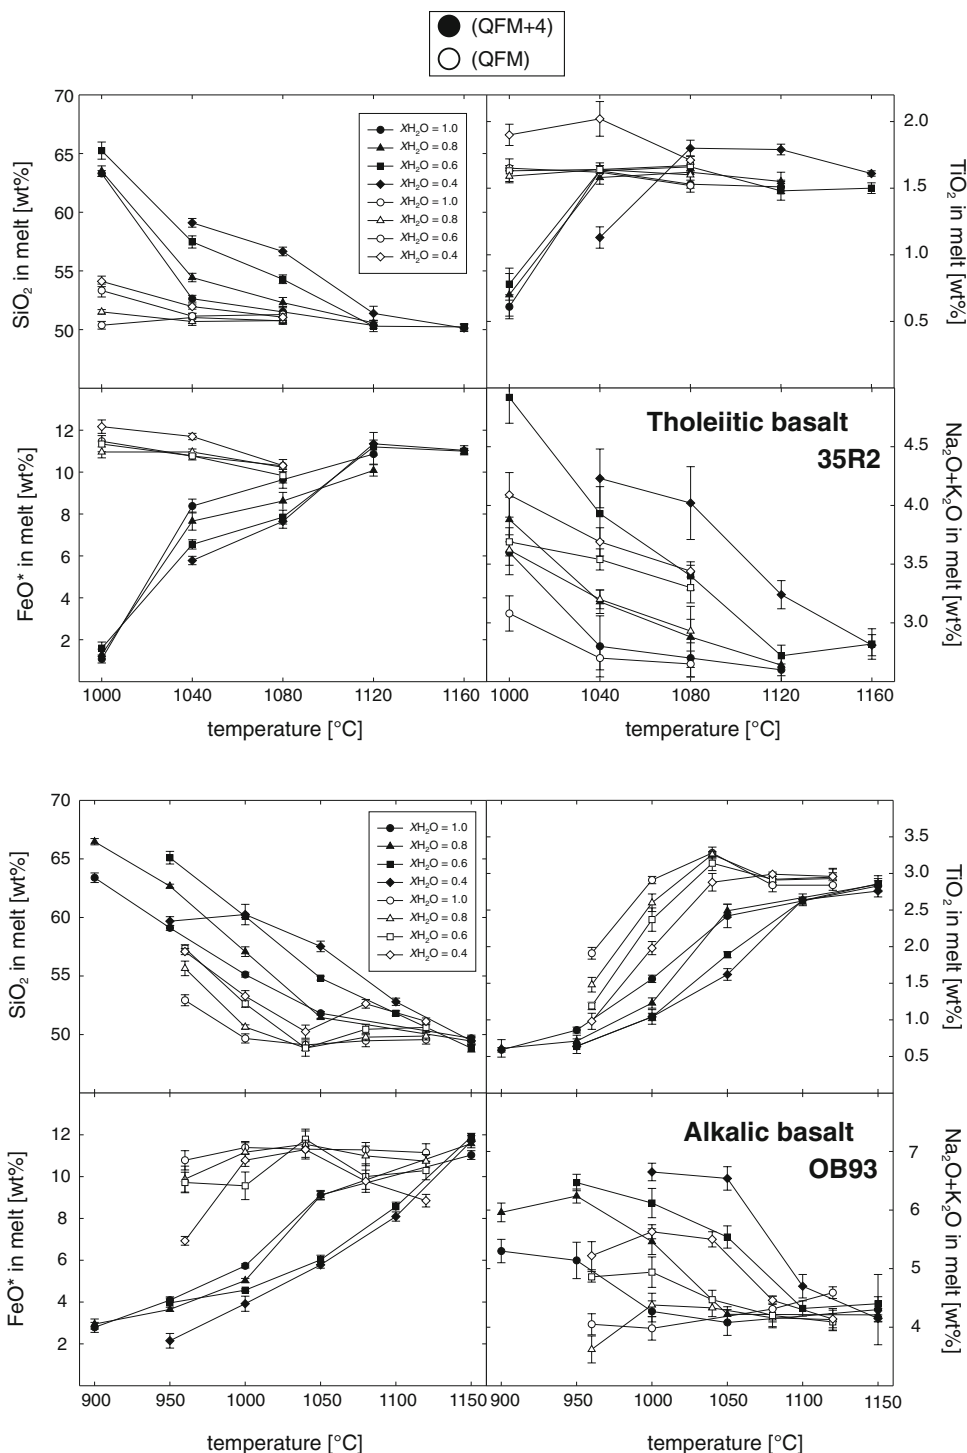 (QFM+4)
(QFM)
70
65
60
55
50
SiO2 in melt [wt%]
XH2O = 1.0
XH2O = 0.8
XH2O = 0.6
XH2O = 0.4
XH2O = 1.0
XH2O = 0.8
XH2O = 0.6
XH2O = 0.4
2.0
1.5
1.0
0.5
TiO2 in melt [wt%]
12
10
8
6
4
2
FeO* in melt [wt%]
Tholeiitic basalt
35R2
4.5
4.0
3.5
3.0
Na2O+K2O in melt [wt%]
1000 1040 1080 1120 1160
1000 1040 1080 1120 1160
temperature [°C]
temperature [°C]
70
65
60
55
50
SiO2 in melt [wt%]
XH2O = 1.0
XH2O = 0.8
XH2O = 0.6
XH2O = 0.4
XH2O = 1.0
XH2O = 0.8
XH2O = 0.6
XH2O = 0.4
3.5
3.0
2.5
2.0
1.5
1.0
0.5
TiO2 in melt [wt%]
12
10
8
6
4
2
FeO* in melt [wt%]
Alkalic basalt
OB93
7
6
5
4
Na2O+K2O in melt [wt%]
900 950 1000 1050 1100 1150
900 950 1000 1050 1100 1150
temperature [°C]
temperature [°C]